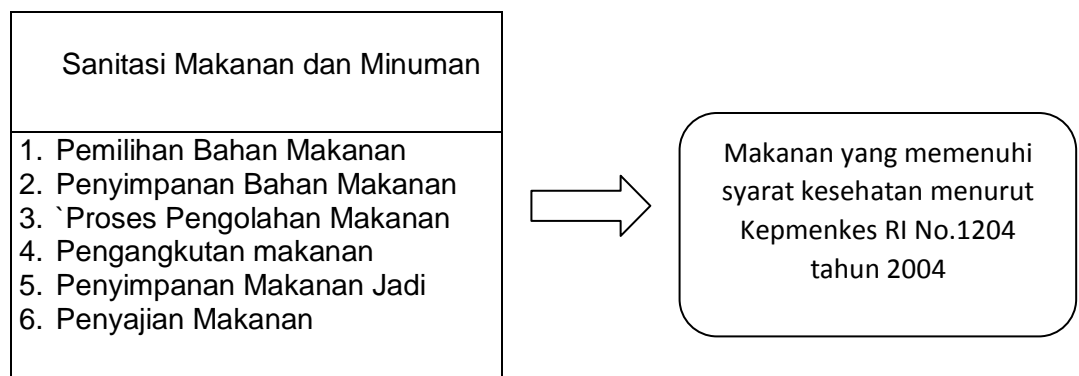 Sanitasi Makanan dan Minuman
1. Pemilihan Bahan Makanan
2. Penyimpanan Bahan Makanan
3. `Proses Pengolahan Makanan
4. Pengangkutan makanan
5. Penyimpanan Makanan Jadi
6. Penyajian Makanan
Makanan yang memenuhi
syarat kesehatan menurut
Kepmenkes RI No.1204
tahun 2004